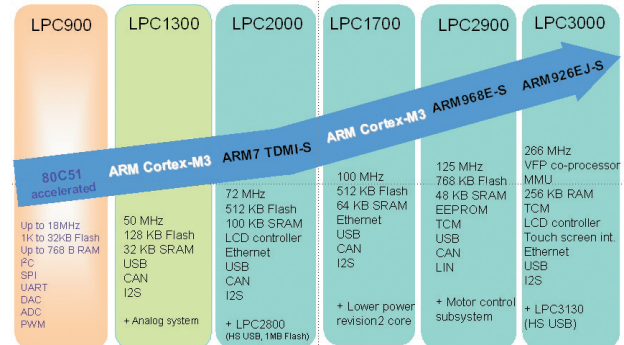 LPC900
80C51
accelerated
Up to 18MHz
1K to 32KB Flash
Up to 768 B RAM
I²C
SPI
UART
DAC
ADC
PWM
LPC1300
ARM Cortex-M3
50 MHz
128 KB Flash
32 KB SRAM
USB
CAN
I2S
+ Analog system
LPC2000
ARM7 TDMI-S
72 MHz
512 KB Flash
100 KB SRAM
LCD controller
Ethernet
USB
CAN
I2S
+ LPC2800
(HS USB, 1MB Flash)
LPC1700
ARM Cortex-M3
100 MHz
512 KB Flash
64 KB SRAM
Ethernet
USB
CAN
I2S
+ Lower power
revision2 core
LPC2900
ARM968E-S
125 MHz
768 KB Flash
48 KB SRAM
EEPROM
TCM
USB
CAN
LIN
+ Motor control
subsystem
LPC3000
ARM926EJ-S
266 MHz
VFP co-processor
MMU
256 KB RAM
TCM
LCD controller
Touch screen int.
Ethernet
USB
I2S
+ LPC3130
(HS USB)